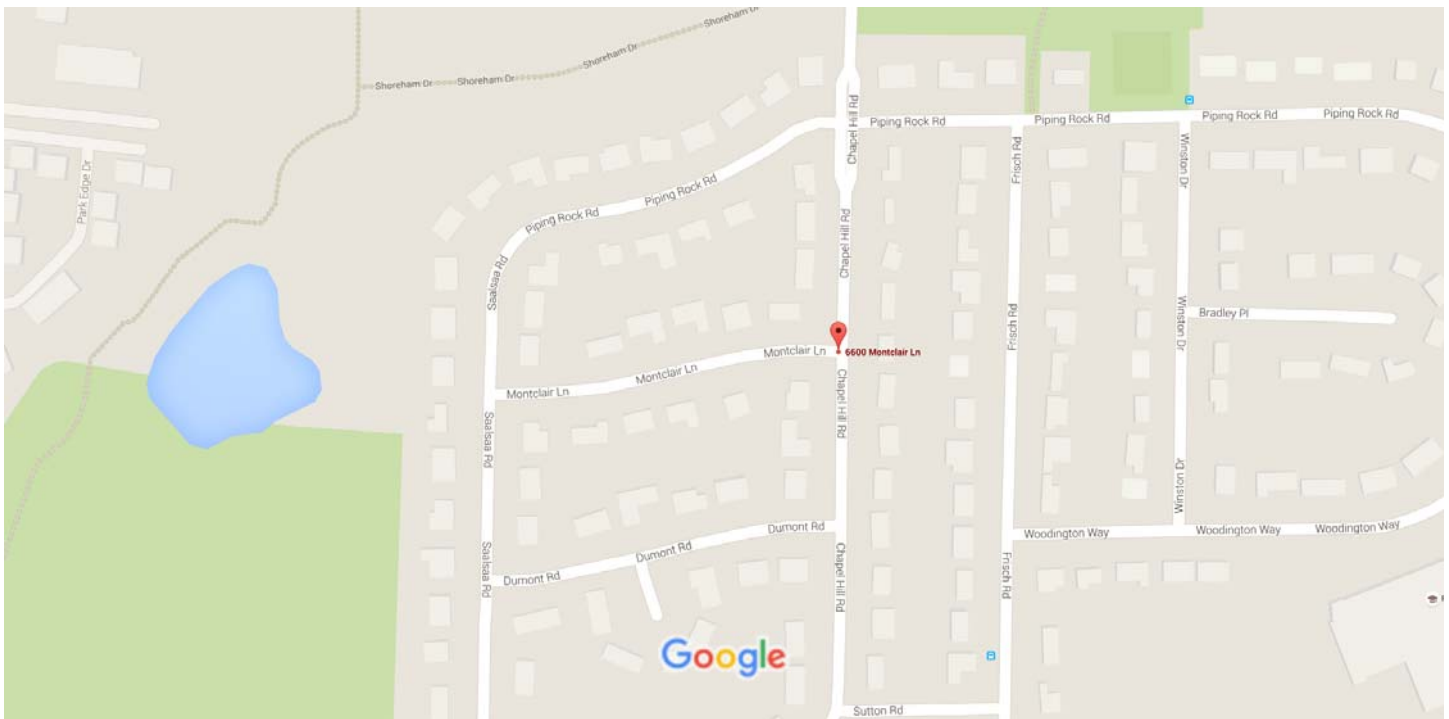 Shoreham Dr
Shoreham Dr
Shoreham Dr
Shoreham Dr
Park Edge Dr
Piping Rock Rd
Piping Rock Rd
Piping Rock Rd
Piping Rock Rd
Piping Rock Rd
Piping Rock Rd
Chapel Hill Rd
Frisch Rd
Winston Dr
Saalsaa Rd
Chapel Hill Rd
Frisch Rd
Winston Dr
Bradley Pl
Montclair Ln
6600 Montclair Ln
Montclair Ln
Montclair Ln
Chapel Hill Rd
Saalsaa Rd
Winston Dr
Dumont Rd
Dumont Rd
Dumont Rd
Woodington Way
Woodington Way
Woodington Way
Saalsaa Rd
Chapel Hill Rd
Frisch Rd
Google
Sutton Rd